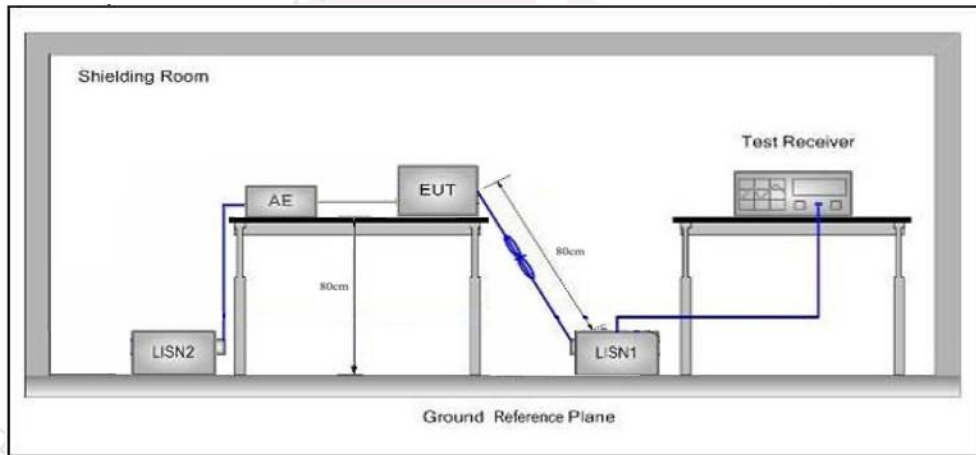 Shielding Room
Test Receiver
EUT
AE
80cm
80cm
LISN2
LISN1
Ground Reference Plane